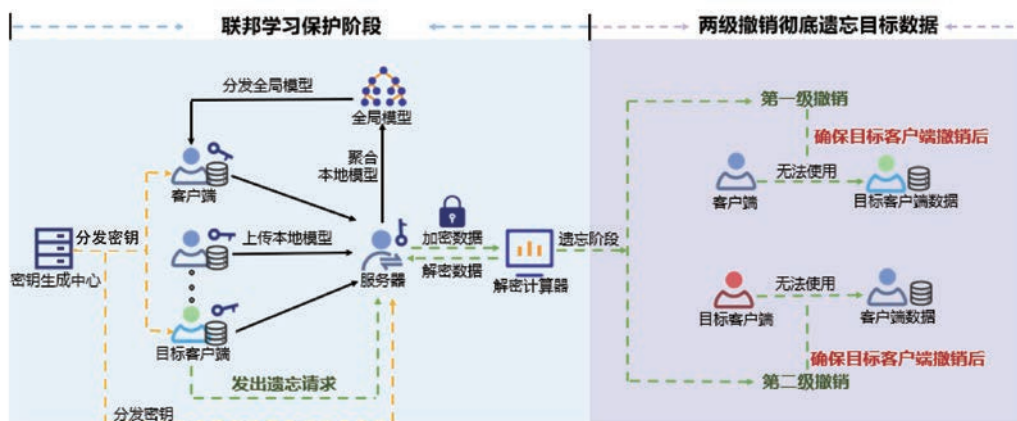 联邦学习保护阶段
两级撤销彻底遗忘目标数据
分发全局模型
全局模型
聚合
本地模型
客户端
分发密钥
密钥生成中心
上传本地模型
服务器
加密数据
解密数据
解密计算器
遗忘阶段
目标客户端
发出遗忘请求
分发密钥
第一级撤销
确保目标客户端撤销后
无法使用
客户端
目标客户端数据
无法使用
目标客户端
客户端数据
确保目标客户端撤销后
第二级撤销